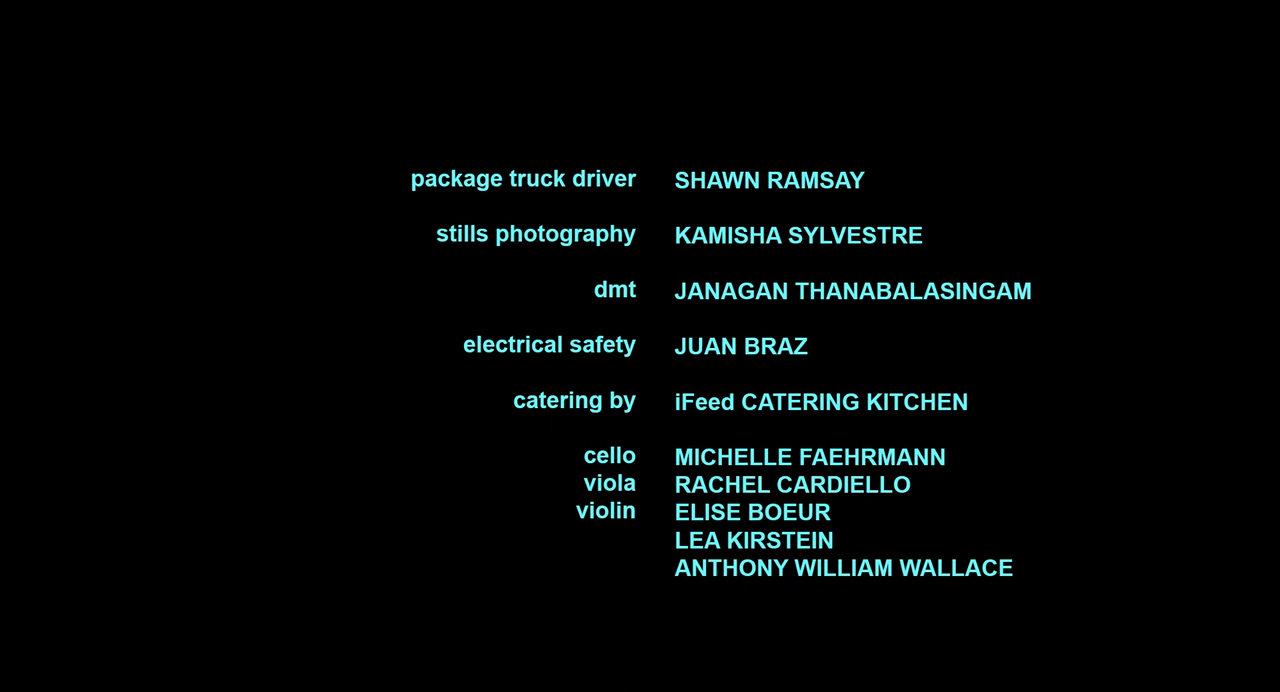 package truck driver SHAWN RAMSAY
stills photography KAMISHA SYLVESTRE
dmt JANAGAN THANABALASINGAM
electrical safety JUAN BRAZ
catering by iFeed CATERING KITCHEN
cello MICHELLE FAEHRMANN
viola RACHEL CARDIELLO
violin ELISE BOEUR
LEA KIRSTEIN
ANTHONY WILLIAM WALLACE